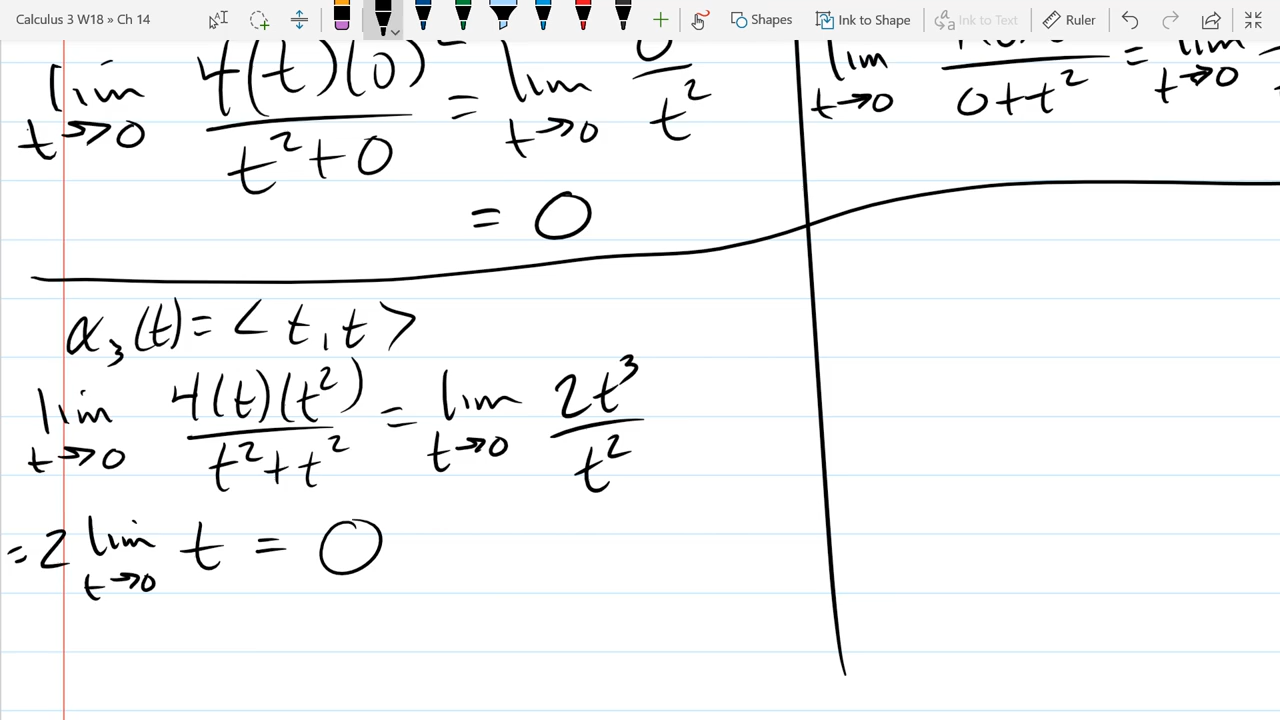 Calculus 3 W18 » Ch 14
Shapes
Ink to Shape
Ink to Text
Ruler
lim t→0 4(t)(0) / t² + 0 = lim t→0 0 / t²
= 0
lim t→0 / 0 + t² = lim t→0
α₃(t) = < t, t >
lim t→0 4(t)(t²) / t² + t² = lim t→0 2t³ / t²
= 2 lim t→0 t = 0